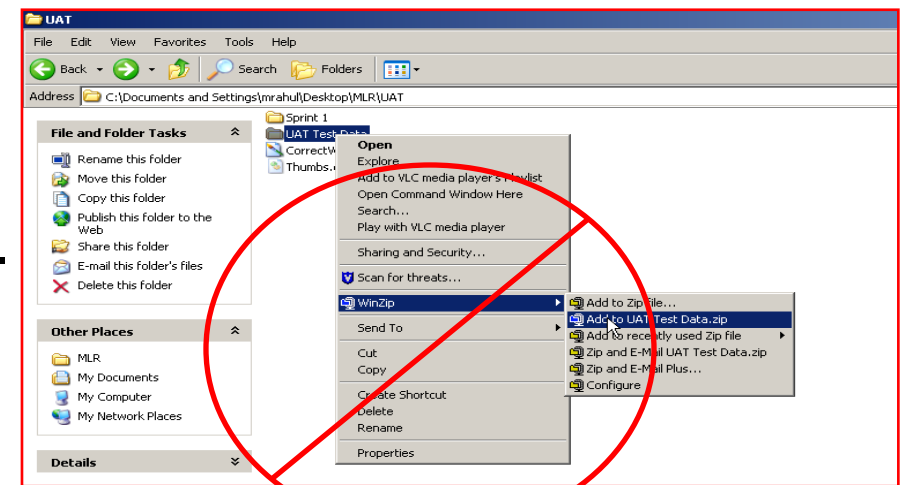 UAT
File Edit View Favorites Tools Help
Back Search Folders
Address C:\Documents and Settings\mrahul\Desktop\MLR\UAT
File and Folder Tasks
Rename this folder
Move this folder
Copy this folder
Publish this folder to the
Web
Share this folder
E-mail this folder's files
Delete this folder
Other Places
MLR
My Documents
My Computer
My Network Places
Details
Sprint 1
UAT Test Data
Open
Explore
Add to VLC media player's Playlist
Open Command Window Here
Search...
Play with VLC media player
Sharing and Security...
Scan for threats...
WinZip
Send To
Cut
Copy
Create Shortcut
Delete
Rename
Properties
Add to Zip file...
Add to UAT Test Data.zip
Add to recently used Zip file
Zip and E-Mail UAT Test Data.zip
Zip and E-Mail Plus...
Configure